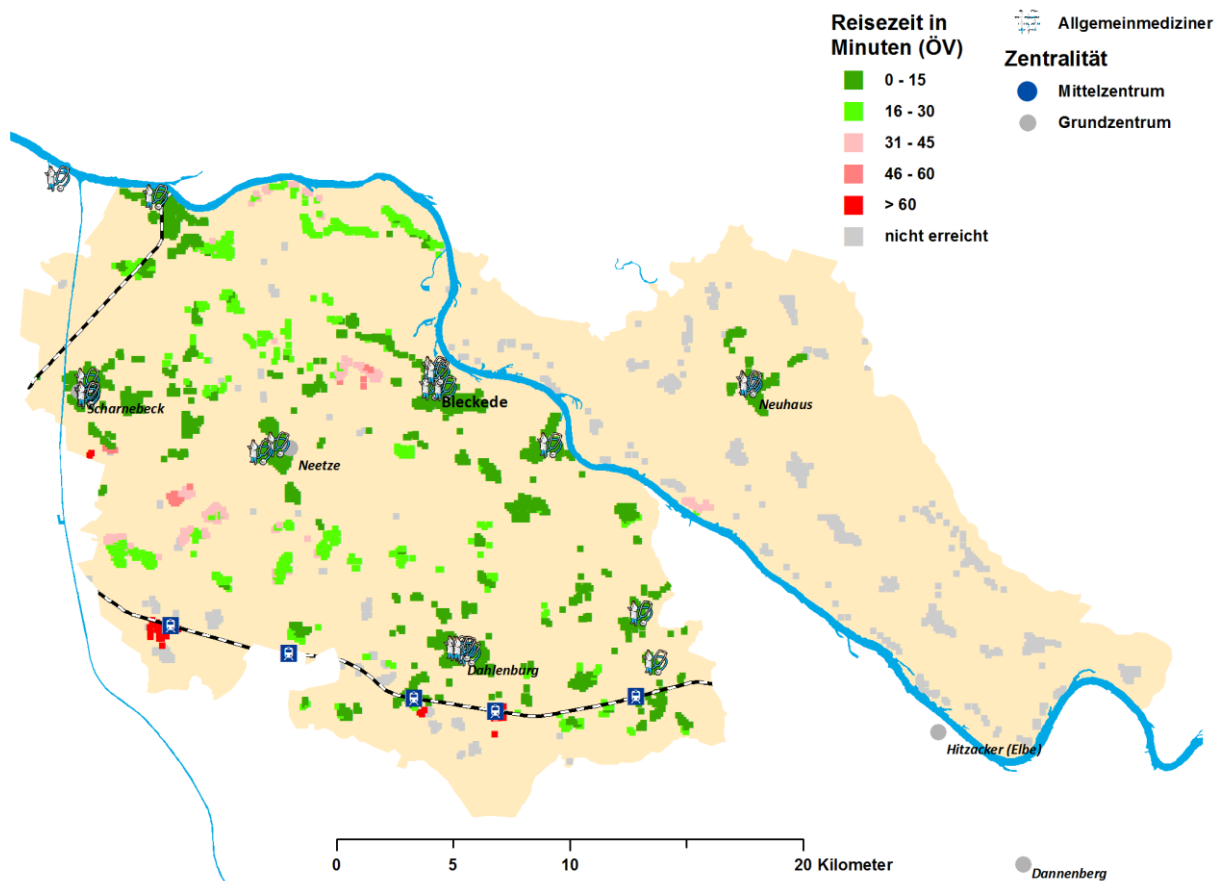 Reisezeit in
Minuten (ÖV)
0 - 15
16 - 30
31 - 45
46 - 60
> 60
nicht erreicht
Allgemeinmediziner
Zentralität
Mittelzentrum
Grundzentrum
Scharnebeck
Bleckede
Neuhaus
Neetze
Dahlenburg
Hitzacker (Elbe)
0 5 10 20 Kilometer
Dannenberg